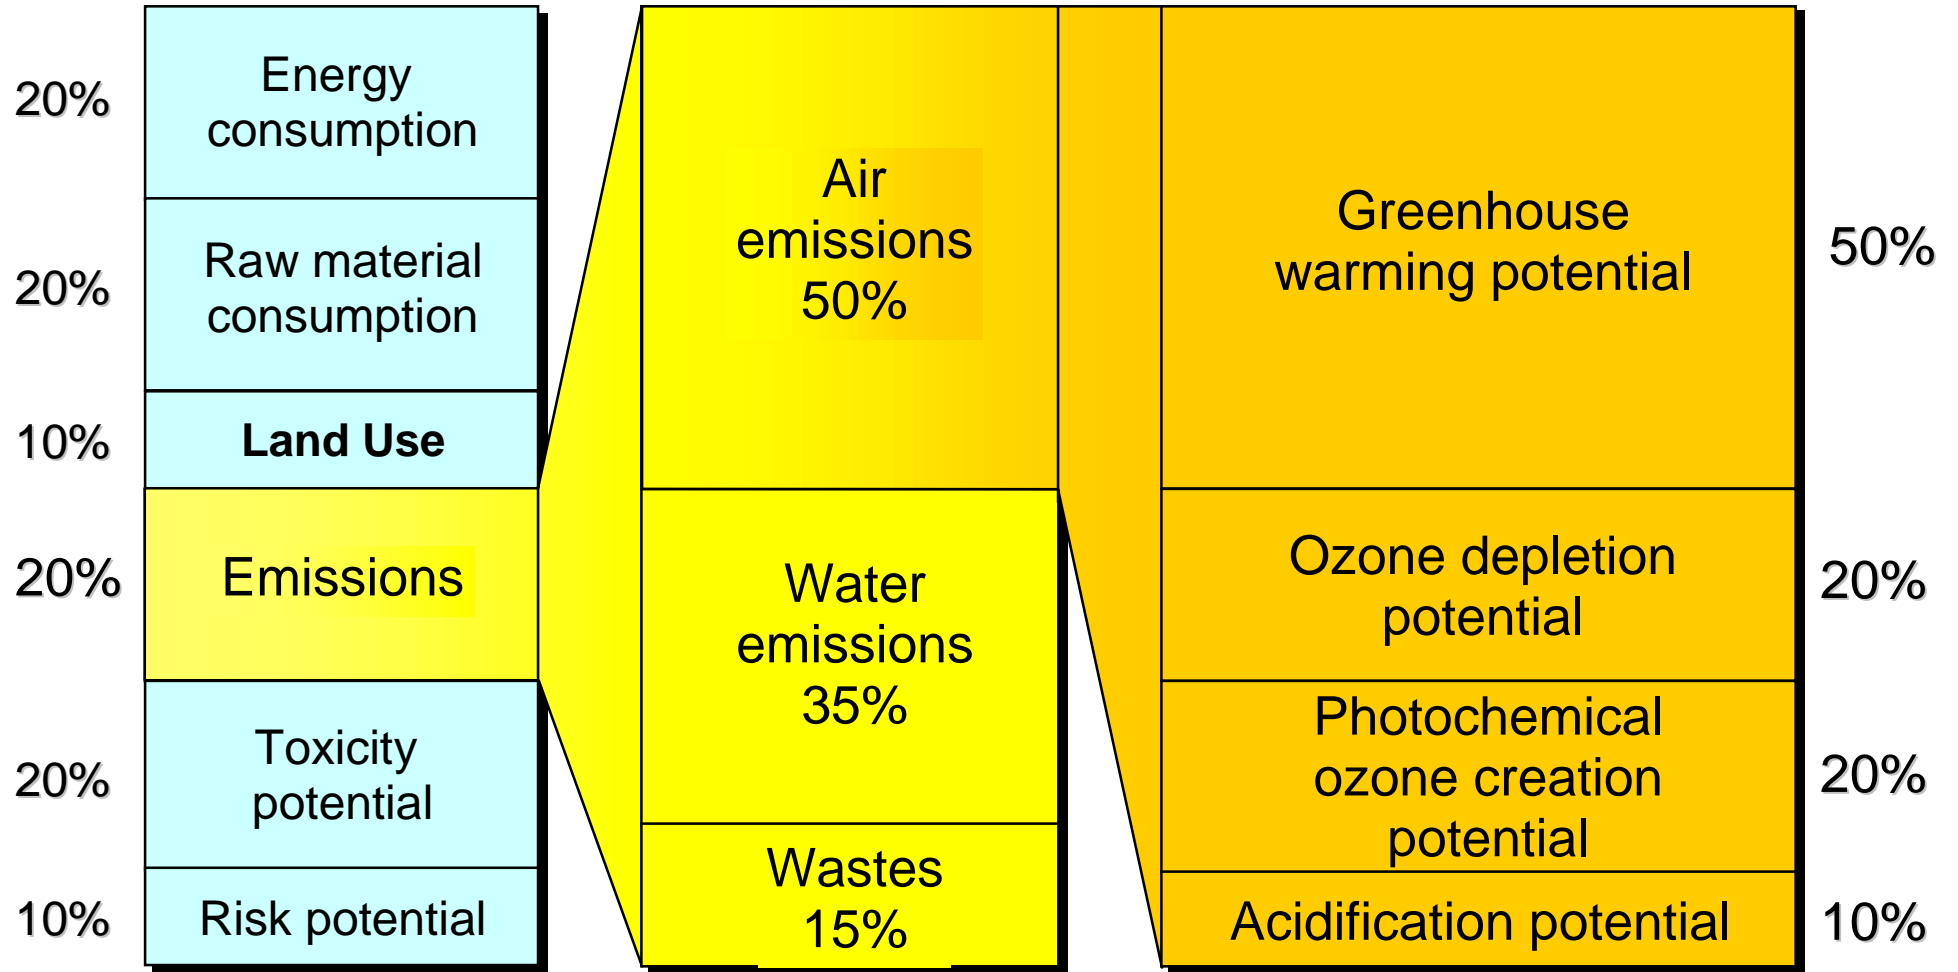 20%
Energy
consumption
20%
Raw material
consumption
10%
Land Use
20%
Emissions
20%
Toxicity
potential
10%
Risk potential
Air
emissions
50%
Water
emissions
35%
Wastes
15%
Greenhouse
warming potential
50%
Ozone depletion
potential
20%
Photochemical
ozone creation
potential
20%
Acidification potential
10%